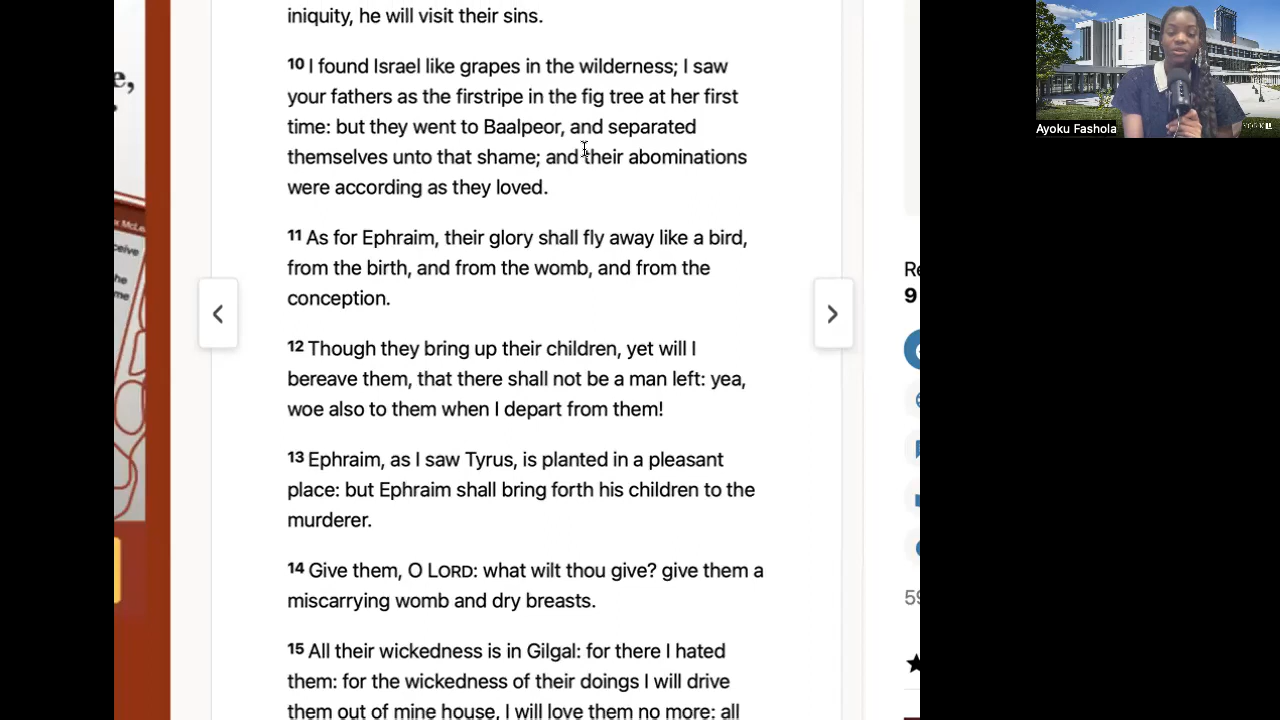 iniquity, he will visit their sins.
10 I found Israel like grapes in the wilderness; I saw
your fathers as the firstripe in the fig tree at her first
time: but they went to Baalpeor, and separated
themselves unto that shame; and their abominations
were according as they loved.
11 As for Ephraim, their glory shall fly away like a bird,
from the birth, and from the womb, and from the
conception.
12 Though they bring up their children, yet will I
bereave them, that there shall not be a man left: yea,
woe also to them when I depart from them!
13 Ephraim, as I saw Tyrus, is planted in a pleasant
place: but Ephraim shall bring forth his children to the
murderer.
14 Give them, O LORD: what wilt thou give? give them a
miscarrying womb and dry breasts.
15 All their wickedness is in Gilgal: for there I hated
them: for the wickedness of their doings I will drive
them out of mine house, I will love them no more: all
Ayoku Fashola
Re
9
59